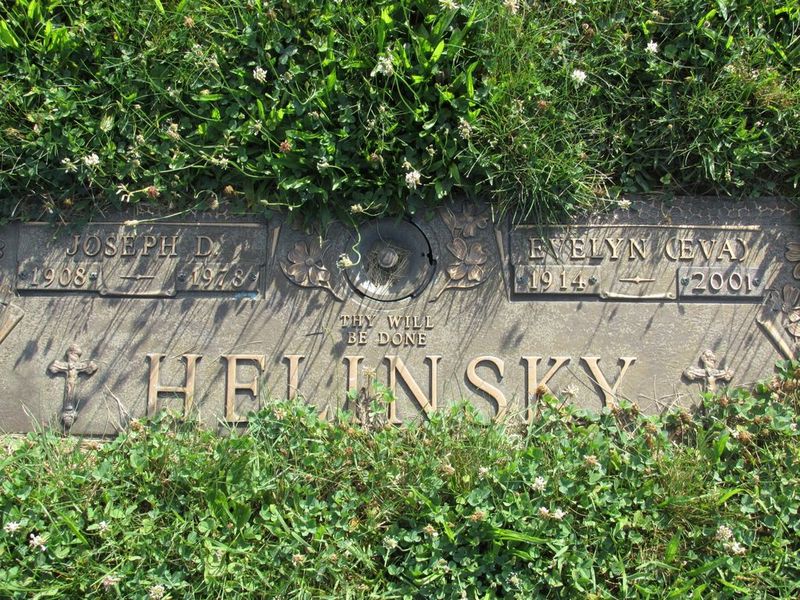 JOSEPH D.
1908 — 1978
EVELYN (EVA)
1914 — 2001
THY WILL
BE DONE
HELINSKY